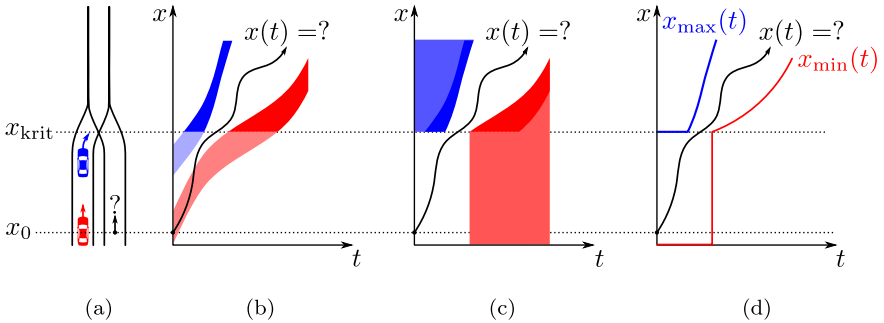 x
x(t) =?
x
x(t) =?
x
x_max(t)
x(t) =?
x_min(t)
x_krit
?
x_0
t
t
t
(a)
(b)
(c)
(d)